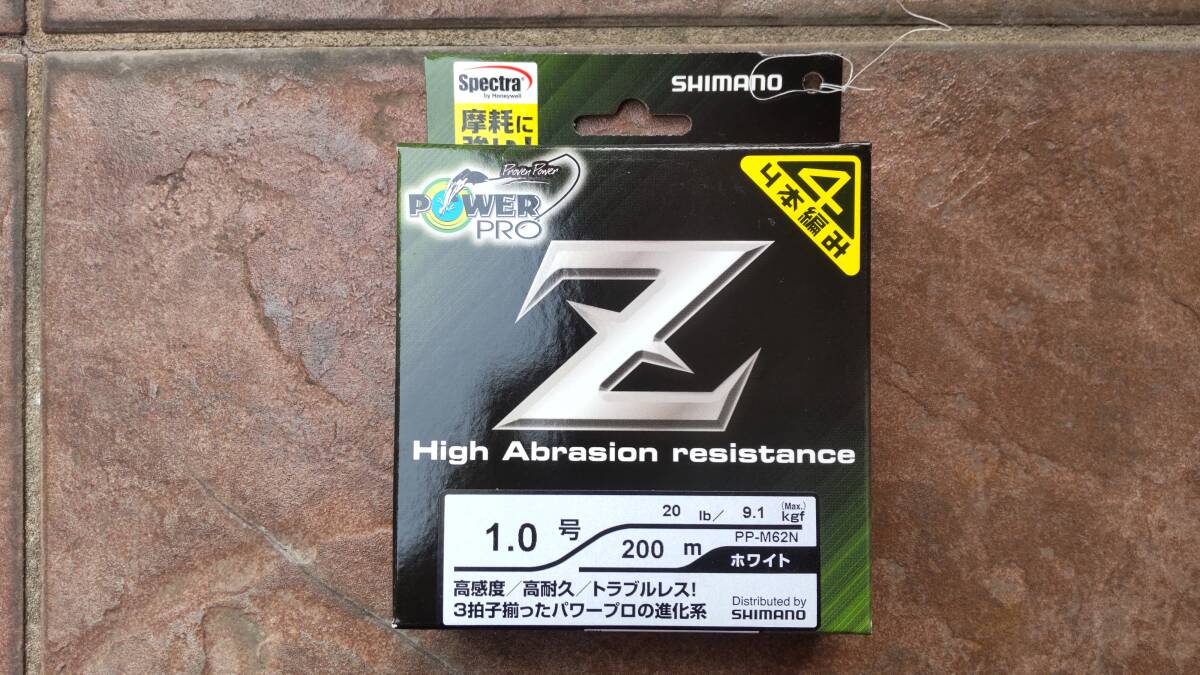 Spectra®
by Honeywell
SHIMANO
摩耗に
強い!
Proven Power
POWER
PRO
4
4本編み
Z
High Abrasion resistance
1.0 号
20 lb/ 9.1 kgf
(Max.)
200 m
PP-M62N
ホワイト
高感度/高耐久/トラブルレス!
3拍子揃ったパワープロの進化系
Distributed by
SHIMANO